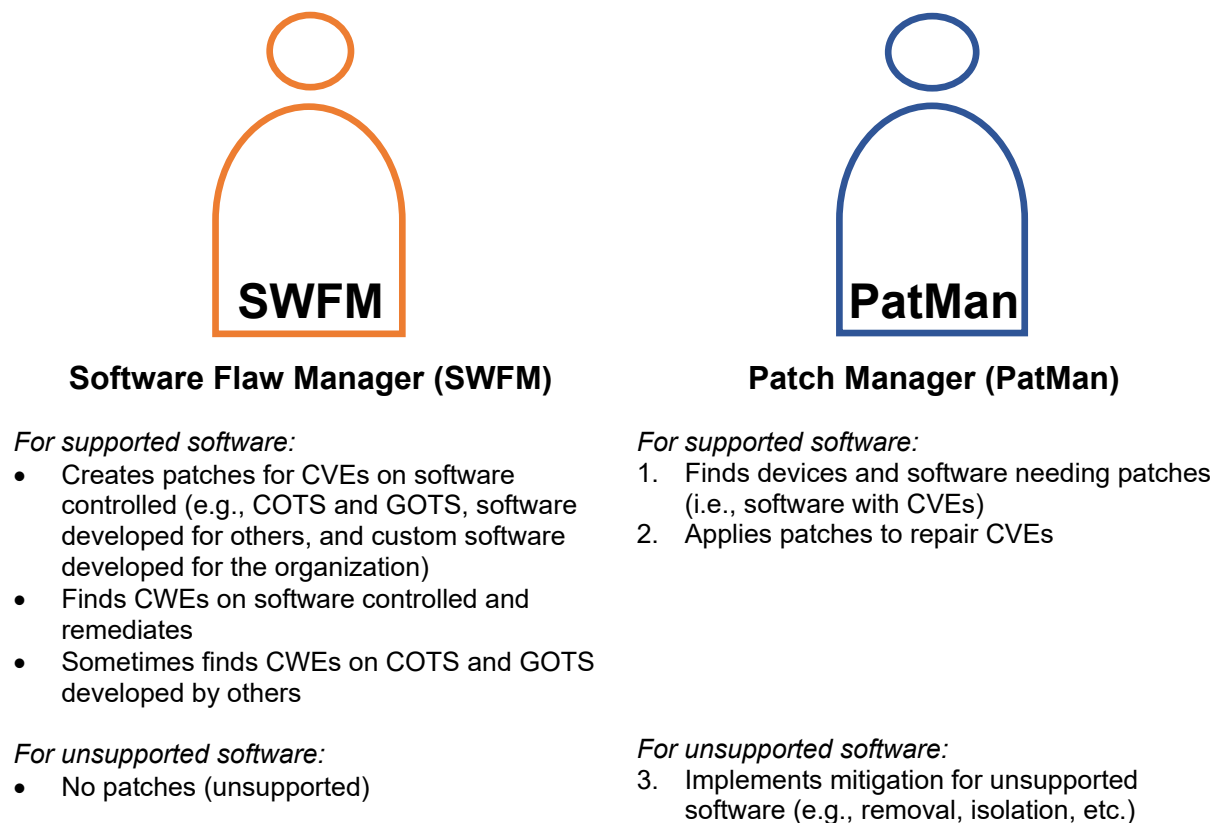 SWFM
Software Flaw Manager (SWFM)
For supported software:
• Creates patches for CVEs on software
controlled (e.g., COTS and GOTS, software
developed for others, and custom software
developed for the organization)
• Finds CWEs on software controlled and
remediates
• Sometimes finds CWEs on COTS and GOTS
developed by others
For unsupported software:
• No patches (unsupported)
PatMan
Patch Manager (PatMan)
For supported software:
1. Finds devices and software needing patches
(i.e., software with CVEs)
2. Applies patches to repair CVEs
For unsupported software:
3. Implements mitigation for unsupported
software (e.g., removal, isolation, etc.)